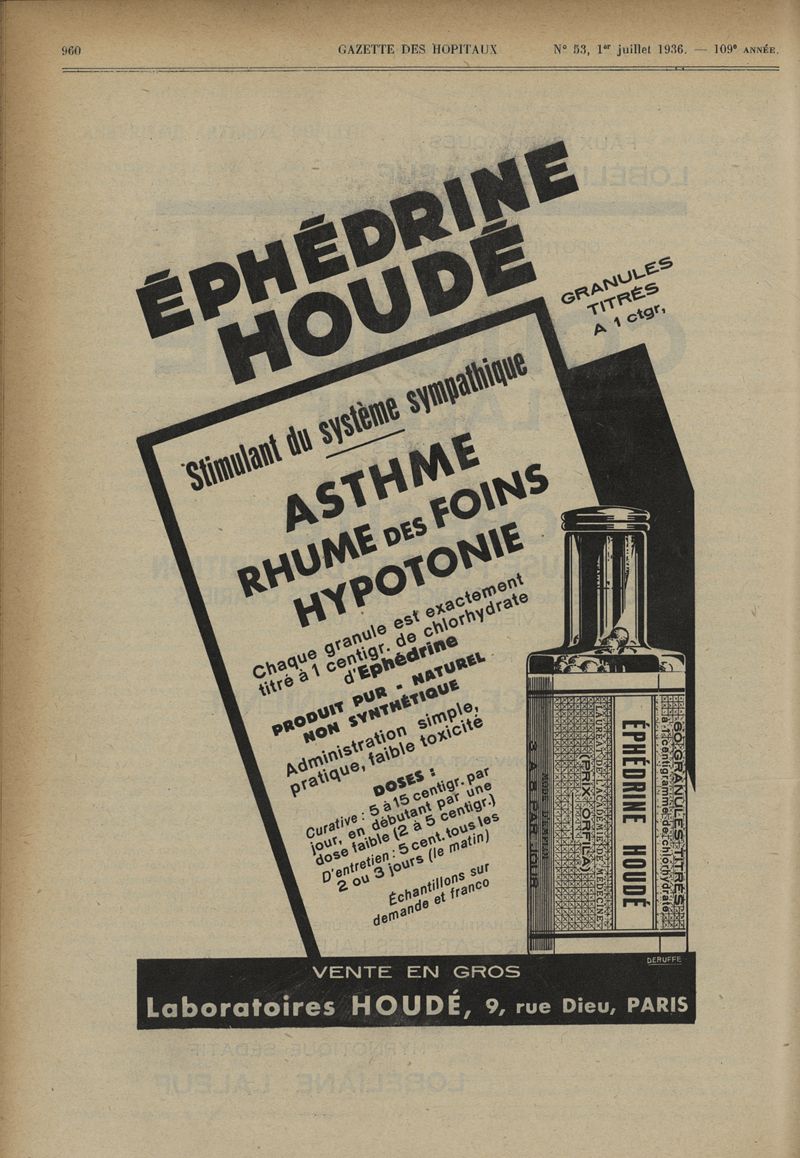 960
GAZETTE DES HOPITAUX
N° 53, 1er juillet 1936. — 109e ANNÉE.
ÉPHÉDRINE
HOUDÉ
GRANULES
TITRÉS
A 1 ctgr,
Stimulant du système sympathique
ASTHME
RHUME DES FOINS
HYPOTONIE
Chaque granule est exactement
titré à 1 centigr. de chlorhydrate
d'Ephédrine
PRODUIT PUR - NATUREL
NON SYNTHÉTIQUE
Administration simple,
pratique, faible toxicité
DOSES :
Curative : 5 à 15 centigr. par
jour, en débutant par une
dose faible (2 à 5 centigr.)
D'entretien : 5 cent. tous les
2 ou 3 jours (le matin)
Échantillons sur
demande et franco
60 GRANULES TITRÉS
à 1 centigramme de chlorhydrate
ÉPHÉDRINE HOUDÉ
LAURÉAT DE L'ACADÉMIE DE MÉDECINE
(PRIX ORFILA)
MODE D'EMPLOI
3 A 8 PAR JOUR
DERUFFE
VENTE EN GROS
Laboratoires HOUDÉ, 9, rue Dieu, PARIS